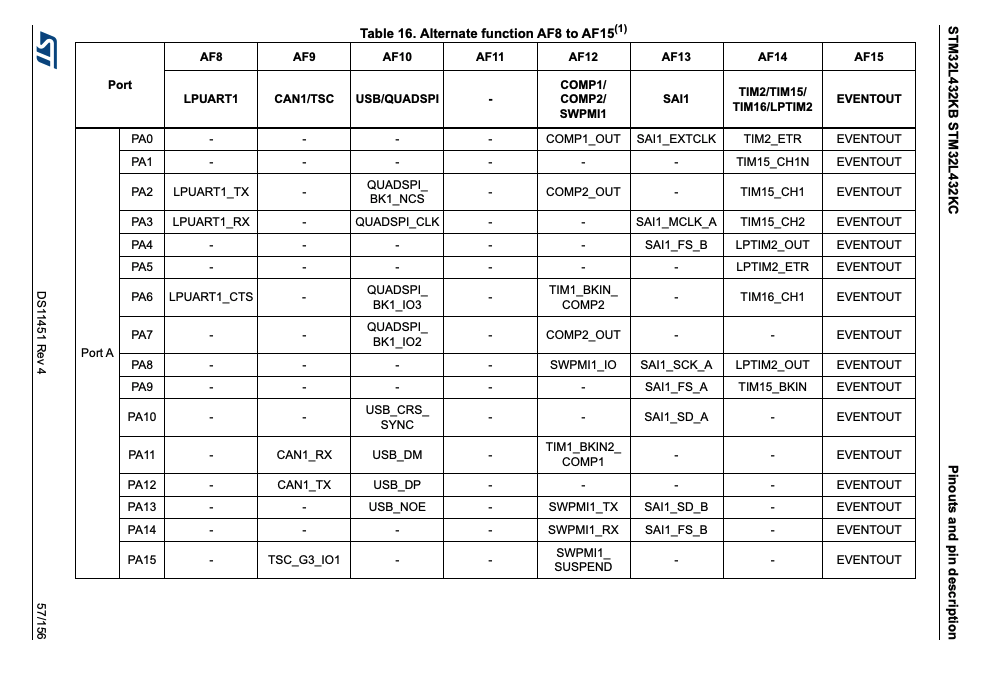 Table 16. Alternate function AF8 to AF15(1)
Port AF8 AF9 AF10 AF11 AF12 AF13 AF14 AF15
LPUART1 CAN1/TSC USB/QUADSPI - COMP1/ COMP2/ SWPMI1 SAI1 TIM2/TIM15/ TIM16/LPTIM2 EVENTOUT
Port A
PA0 - - - - COMP1_OUT SAI1_EXTCLK TIM2_ETR EVENTOUT
PA1 - - - - - - TIM15_CH1N EVENTOUT
PA2 LPUART1_TX - QUADSPI_ BK1_NCS - COMP2_OUT - TIM15_CH1 EVENTOUT
PA3 LPUART1_RX - QUADSPI_CLK - - SAI1_MCLK_A TIM15_CH2 EVENTOUT
PA4 - - - - - SAI1_FS_B LPTIM2_OUT EVENTOUT
PA5 - - - - - - LPTIM2_ETR EVENTOUT
PA6 LPUART1_CTS - QUADSPI_ BK1_IO3 - TIM1_BKIN_ COMP2 - TIM16_CH1 EVENTOUT
PA7 - - QUADSPI_ BK1_IO2 - COMP2_OUT - - EVENTOUT
PA8 - - - - SWPMI1_IO SAI1_SCK_A LPTIM2_OUT EVENTOUT
PA9 - - - - - SAI1_FS_A TIM15_BKIN EVENTOUT
PA10 - - USB_CRS_ SYNC - - SAI1_SD_A - EVENTOUT
PA11 - CAN1_RX USB_DM - TIM1_BKIN2_ COMP1 - - EVENTOUT
PA12 - CAN1_TX USB_DP - - - - EVENTOUT
PA13 - - USB_NOE - SWPMI1_TX SAI1_SD_B - EVENTOUT
PA14 - - - - SWPMI1_RX SAI1_FS_B - EVENTOUT
PA15 - TSC_G3_IO1 - - SWPMI1_ SUSPEND - - EVENTOUT
STM32L432KB STM32L432KC
Pinouts and pin description
ST
DS11451 Rev 4
57/156